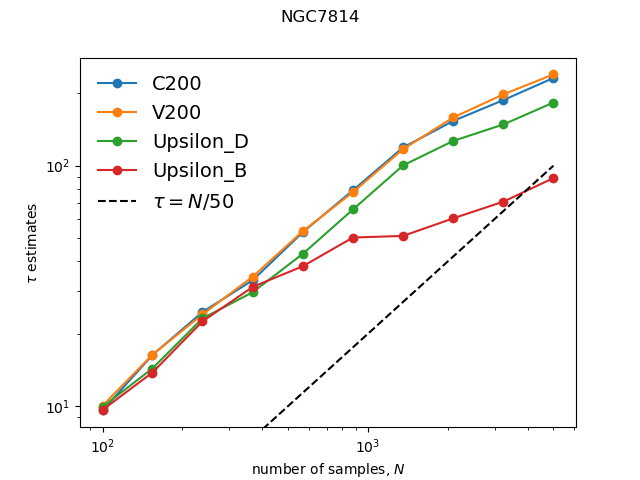 NGC7814
C200
V200
Upsilon_D
Upsilon_B
τ = N/50
10²
10¹
τ estimates
10²
10³
number of samples, N